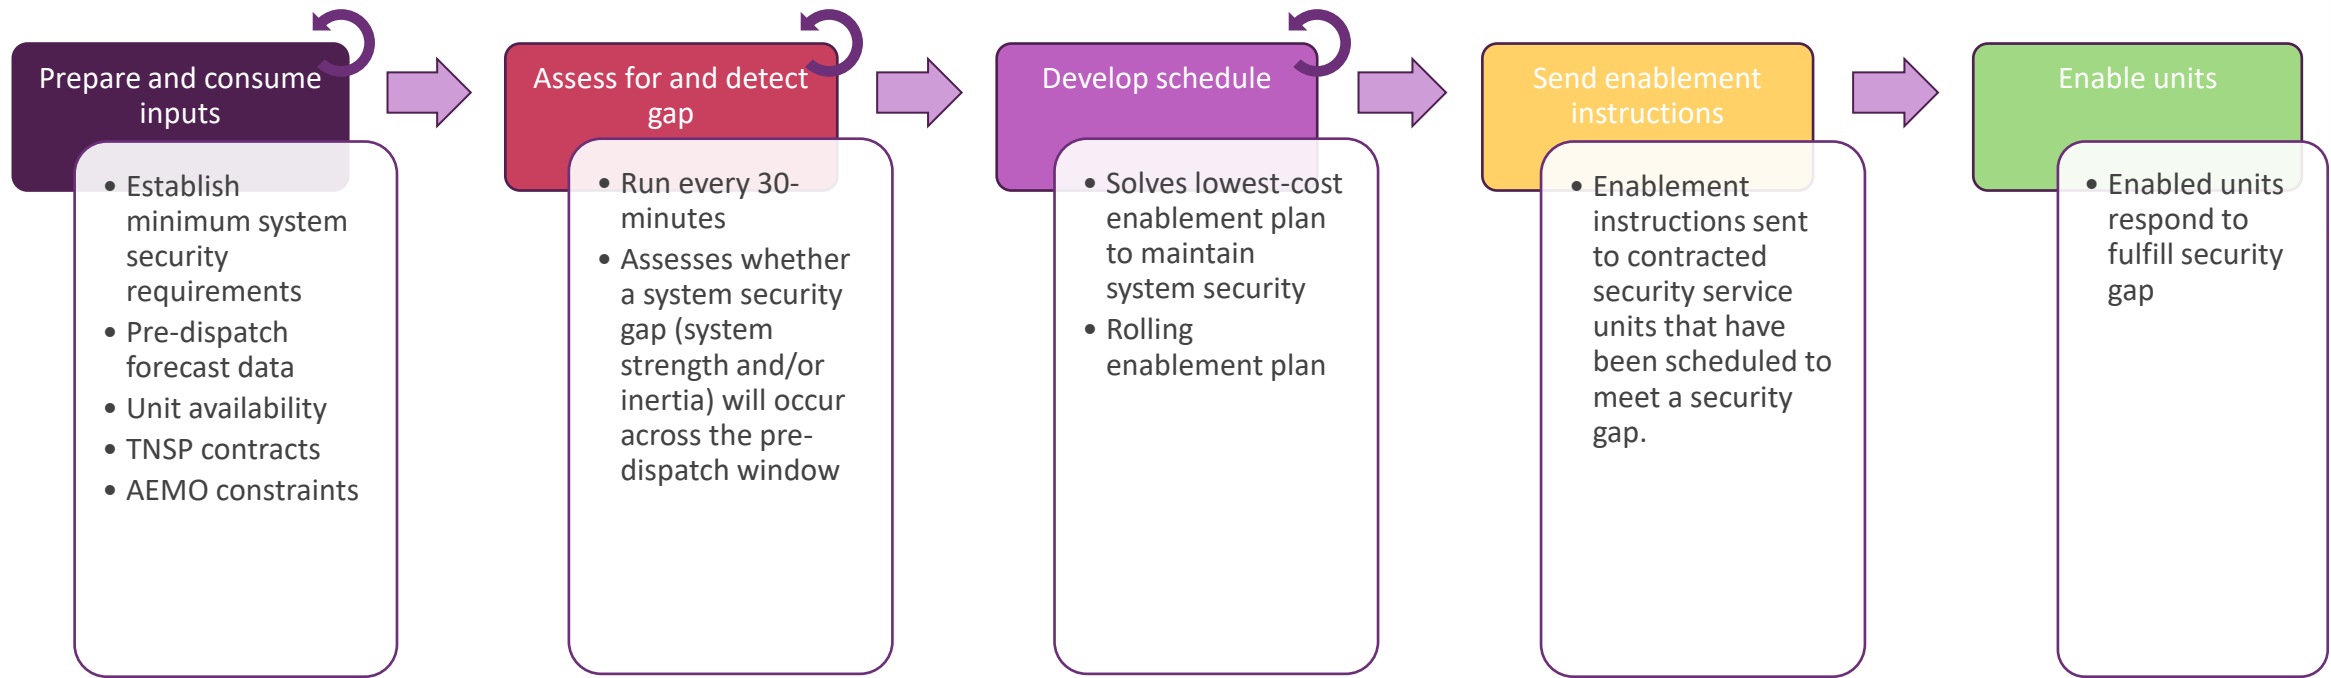 Prepare and consume
inputs
• Establish
minimum system
security
requirements
• Pre-dispatch
forecast data
• Unit availability
• TNSP contracts
• AEMO constraints
Assess for and detect
gap
• Run every 30-
minutes
• Assesses whether
a system security
gap (system
strength and/or
inertia) will occur
across the pre-
dispatch window
Develop schedule
• Solves lowest-cost
enablement plan
to maintain
system security
• Rolling
enablement plan
Send enablement
instructions
• Enablement
instructions sent
to contracted
security service
units that have
been scheduled to
meet a security
gap.
Enable units
• Enabled units
respond to
fulfill security
gap